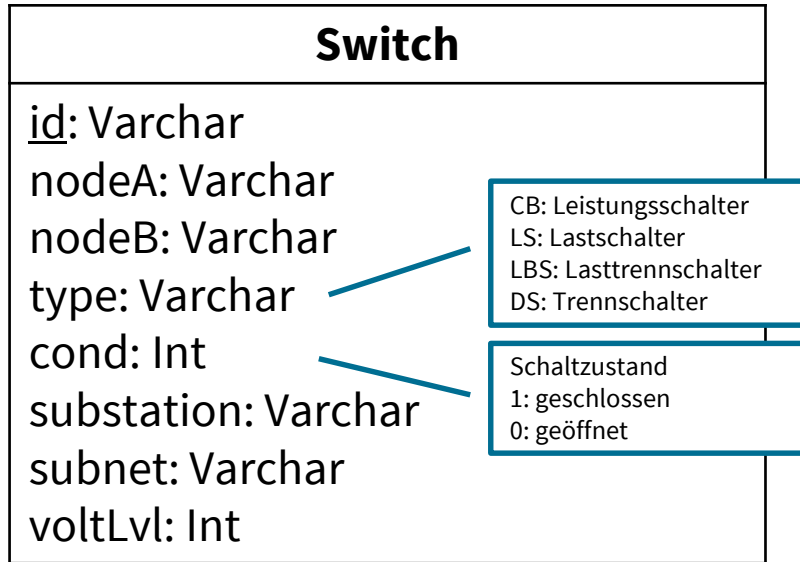 Switch
id: Varchar
nodeA: Varchar
nodeB: Varchar
type: Varchar
cond: Int
substation: Varchar
subnet: Varchar
voltLvl: Int
CB: Leistungsschalter
LS: Lastschalter
LBS: Lasttrennschalter
DS: Trennschalter
Schaltzustand
1: geschlossen
0: geöffnet